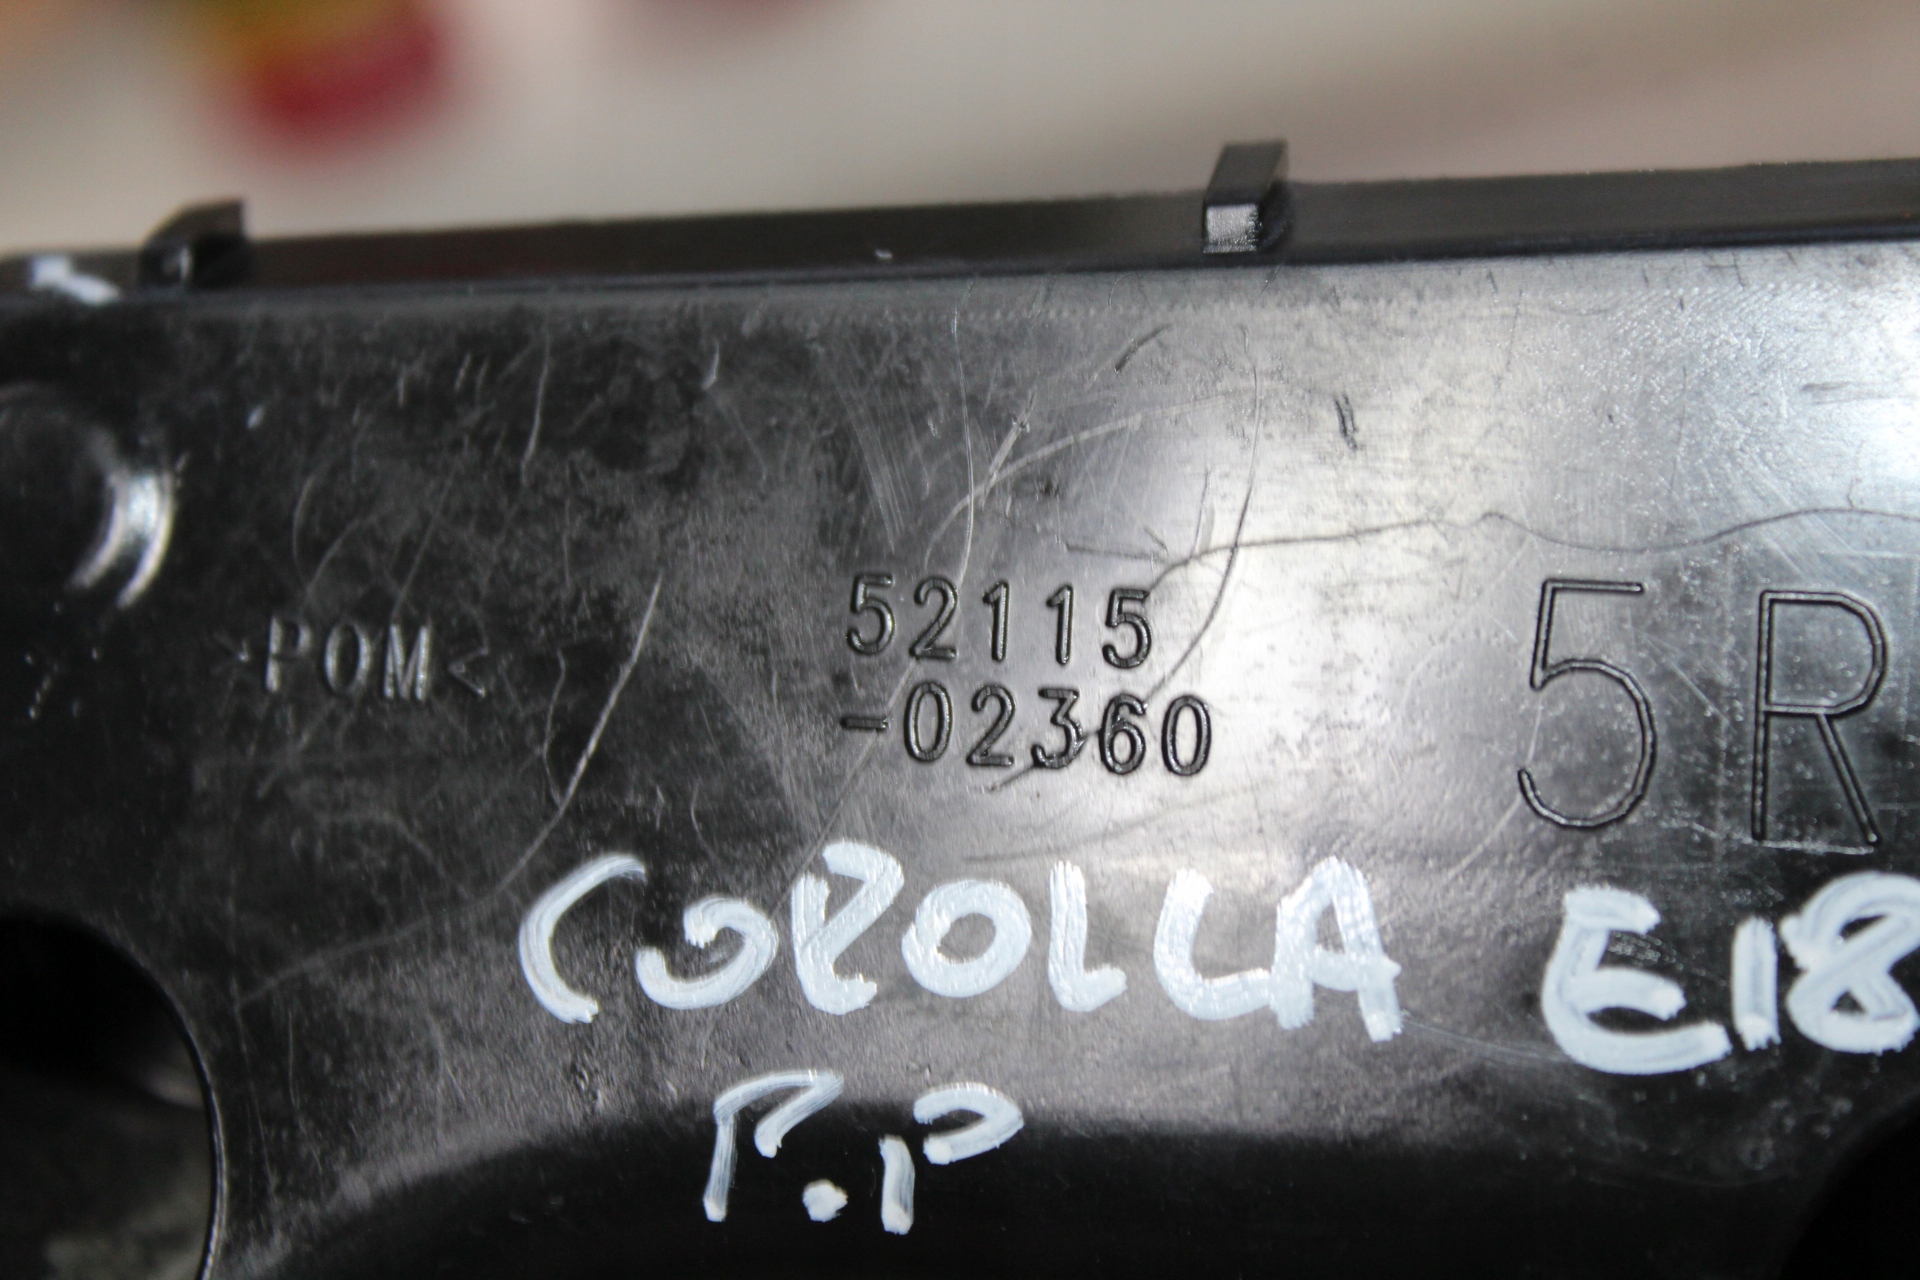 >POM<
52115
-02360
5R
COROLLA E18
P.P